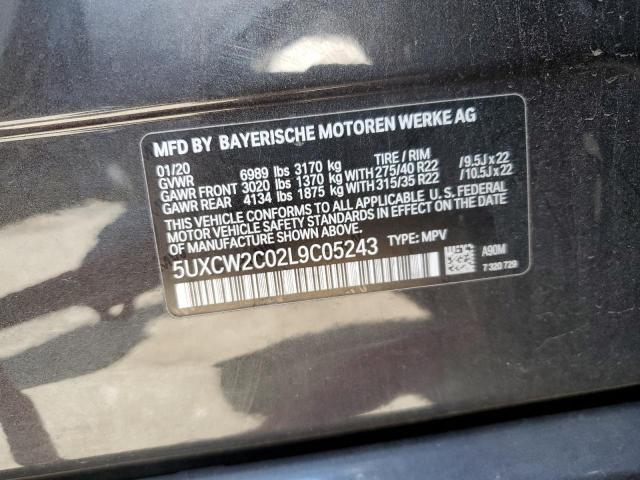 MFD BY BAYERISCHE MOTOREN WERKE AG
01/20 TIRE / RIM
GVWR 6989 lbs 3170 kg
GAWR FRONT 3020 lbs 1370 kg WITH 275/40 R22 /9.5J x 22
GAWR REAR 4134 lbs 1875 kg WITH 315/35 R22 /10.5J x 22
THIS VEHICLE CONFORMS TO ALL APPLICABLE U.S. FEDERAL
MOTOR VEHICLE SAFETY STANDARDS IN EFFECT ON THE DATE
OF MANUFACTURE SHOWN ABOVE.
5UXCW2C02L9C05243 TYPE: MPV
A90M
7 320 729